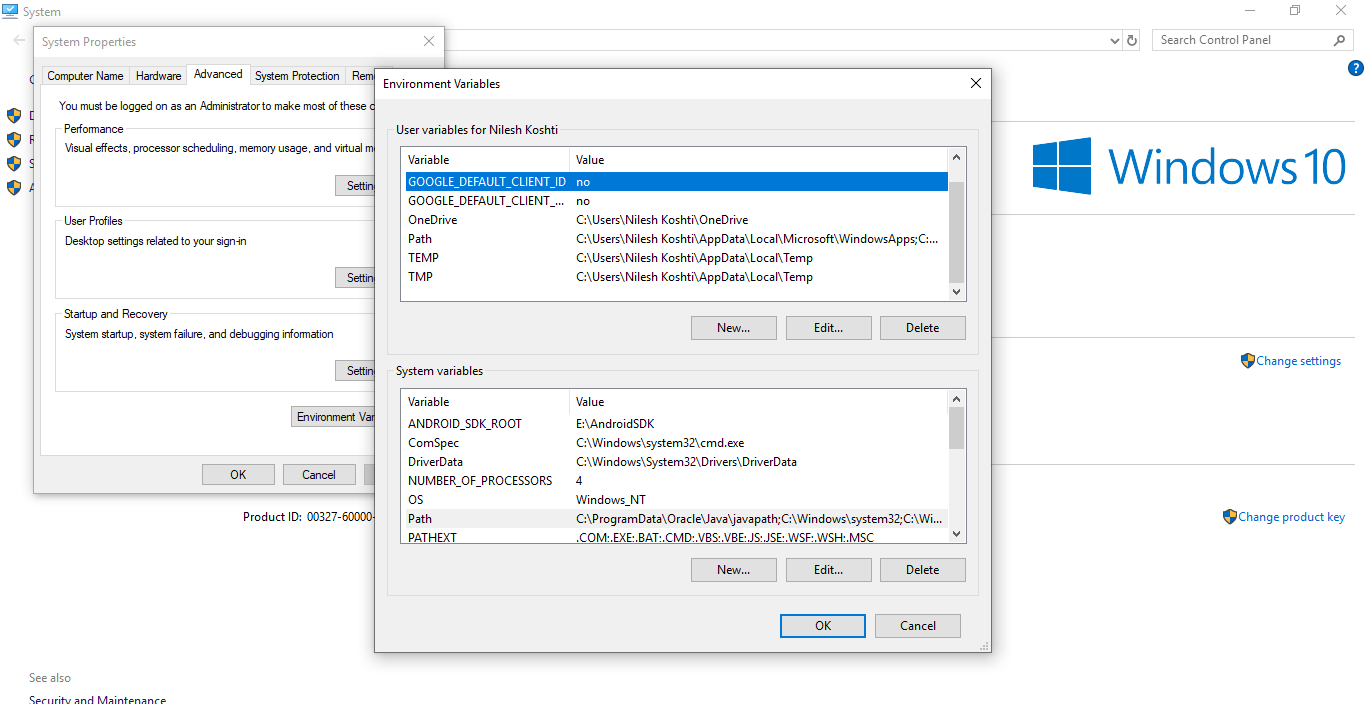 System
Search Control Panel
System Properties
Computer Name Hardware Advanced System Protection
You must be logged on as an Administrator to make most of these
Performance
Visual effects, processor scheduling, memory usage, and virtual
User Profiles
Desktop settings related to your sign-in
Startup and Recovery
System startup, system failure, and debugging information
Environment
OK Cancel
Product ID: 00327-60000-
See also
Security and Maintenance
Environment Variables
User variables for Nilesh Koshti
Variable Value
GOOGLE_DEFAULT_CLIENT_ID no
GOOGLE_DEFAULT_CLIENT_... no
OneDrive C:\Users\Nilesh Koshti\OneDrive
Path C:\Users\Nilesh Koshti\AppData\Local\Microsoft\WindowsApps;C:...
TEMP C:\Users\Nilesh Koshti\AppData\Local\Temp
TMP C:\Users\Nilesh Koshti\AppData\Local\Temp
New... Edit... Delete
System variables
Variable Value
ANDROID_SDK_ROOT E:\AndroidSDK
ComSpec C:\Windows\system32\cmd.exe
DriverData C:\Windows\System32\Drivers\DriverData
NUMBER_OF_PROCESSORS 4
OS Windows_NT
Path C:\ProgramData\Oracle\Java\javapath;C:\Windows\system32;C:\Wi...
PATHEXT .COM;.EXE;.BAT;.CMD;.VBS;.VBE;.JS;.JSE;.WSF;.WSH;.MSC
New... Edit... Delete
OK Cancel
Windows 10
Change settings
Change product key